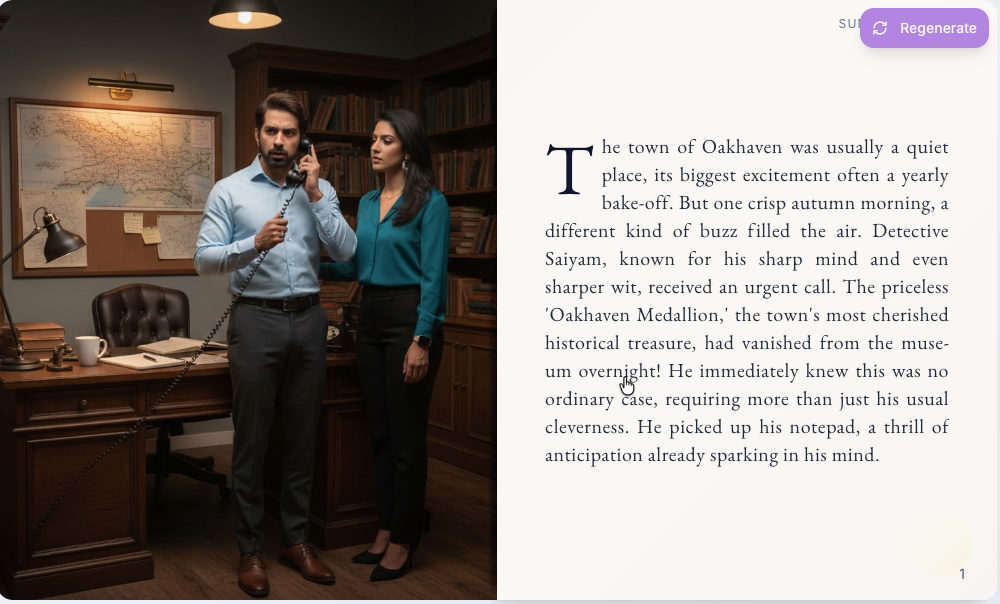 Regenerate
The town of Oakhaven was usually a quiet
place, its biggest excitement often a yearly
bake-off. But one crisp autumn morning, a
different kind of buzz filled the air. Detective
Saiyam, known for his sharp mind and even
sharper wit, received an urgent call. The priceless
'Oakhaven Medallion,' the town's most cherished
historical treasure, had vanished from the muse-
um overnight! He immediately knew this was no
ordinary case, requiring more than just his usual
cleverness. He picked up his notepad, a thrill of
anticipation already sparking in his mind.
1